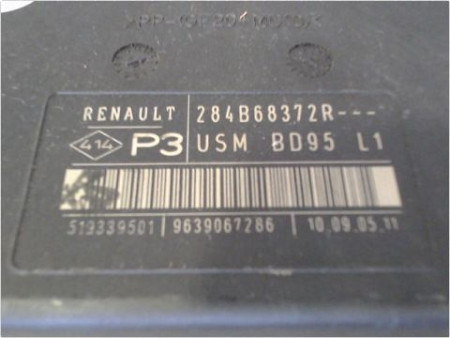 RENAULT 284B68372R---
414 P3 USM BD95 L1
519339501 9639067286 10.09.05.11